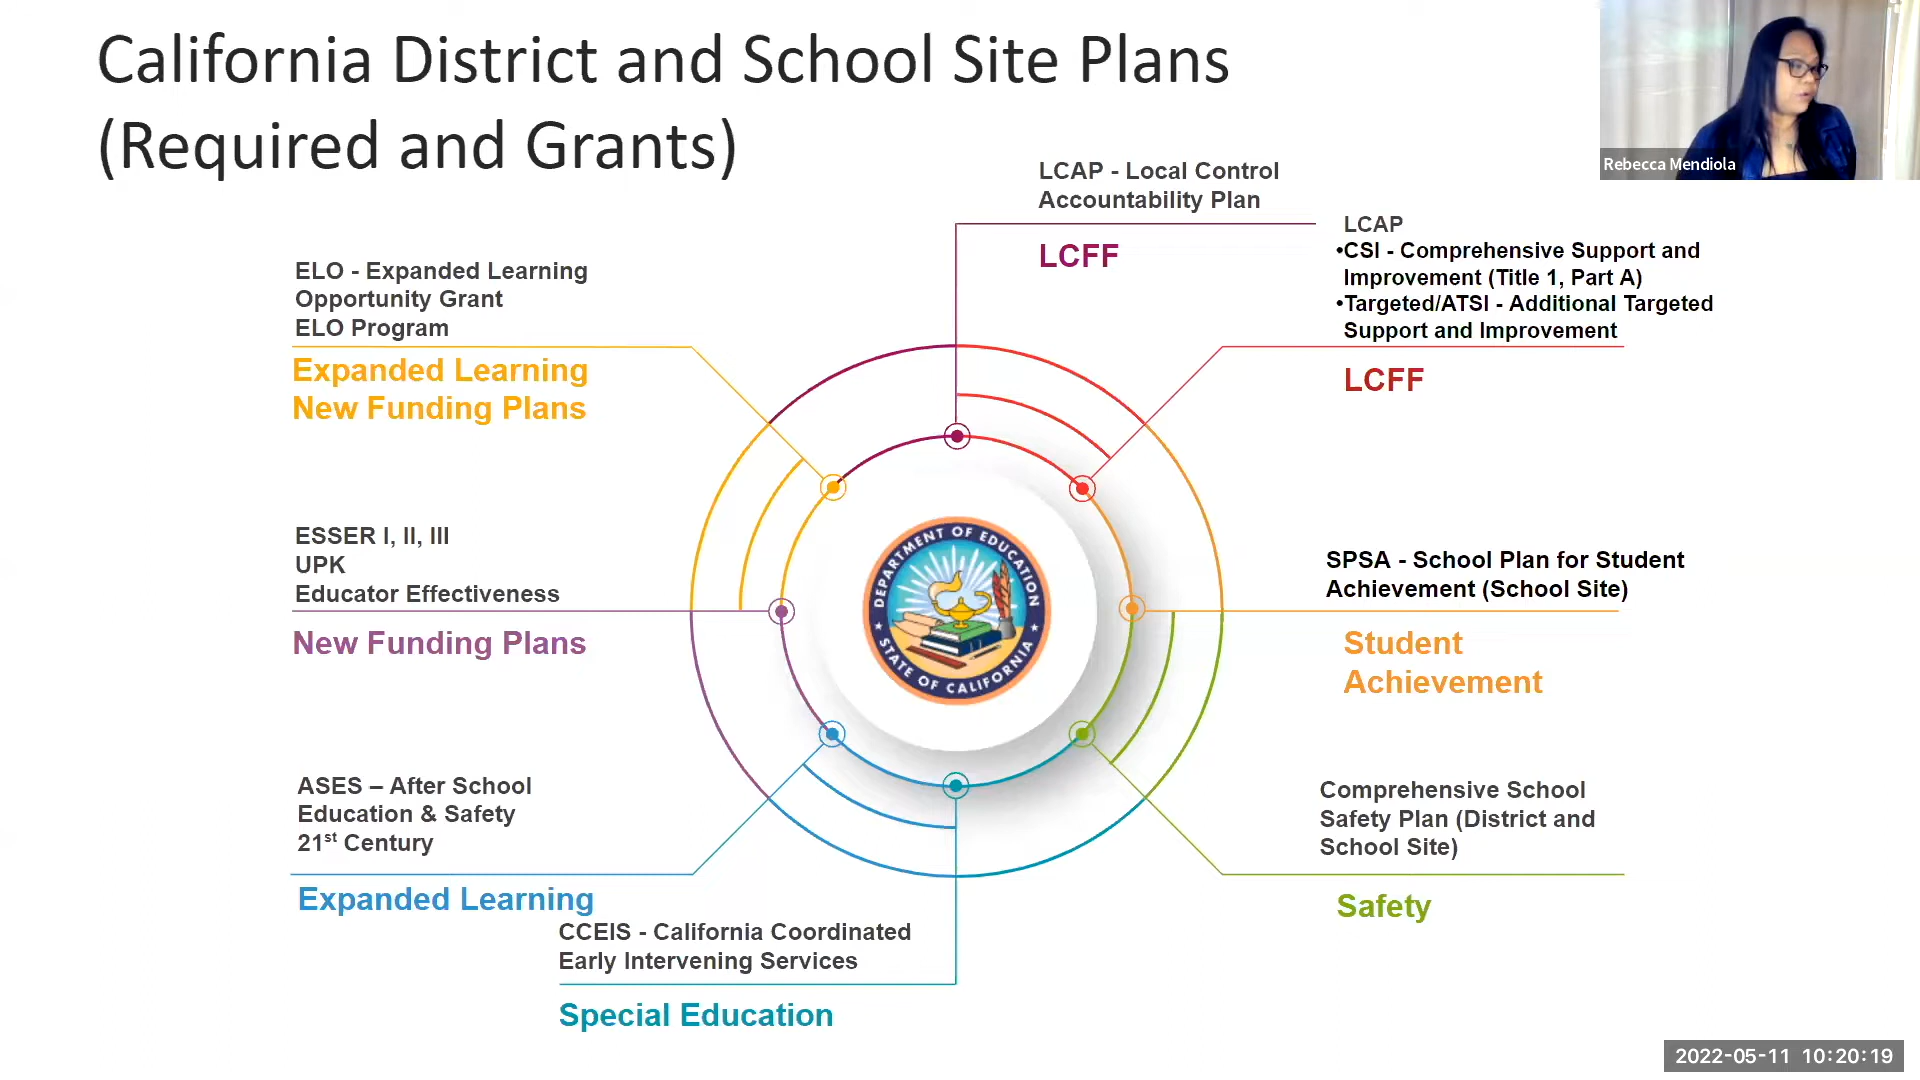 California District and School Site Plans
(Required and Grants)
Rebecca Mendiola
LCAP - Local Control
Accountability Plan
LCFF
LCAP
•CSI - Comprehensive Support and
Improvement (Title 1, Part A)
•Targeted/ATSI - Additional Targeted
Support and Improvement
LCFF
ELO - Expanded Learning
Opportunity Grant
ELO Program
Expanded Learning
New Funding Plans
ESSER I, II, III
UPK
Educator Effectiveness
New Funding Plans
DEPARTMENT OF EDUCATION
STATE OF CALIFORNIA
SPSA - School Plan for Student
Achievement (School Site)
Student
Achievement
ASES – After School
Education & Safety
21st Century
Expanded Learning
Comprehensive School
Safety Plan (District and
School Site)
Safety
CCEIS - California Coordinated
Early Intervening Services
Special Education
2022-05-11 10:20:19